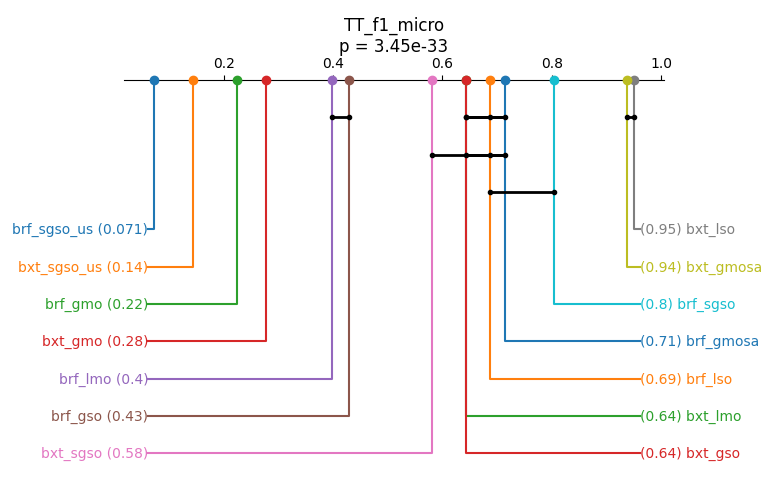 TT_f1_micro
p = 3.45e-33
0.2 0.4 0.6 0.8 1.0
brf_sgso_us (0.071) (0.95) bxt_lso
bxt_sgso_us (0.14) (0.94) bxt_gmosa
brf_gmo (0.22) (0.8) brf_sgso
bxt_gmo (0.28) (0.71) brf_gmosa
brf_lmo (0.4) (0.69) brf_lso
brf_gso (0.43) (0.64) bxt_lmo
bxt_sgso (0.58) (0.64) bxt_gso